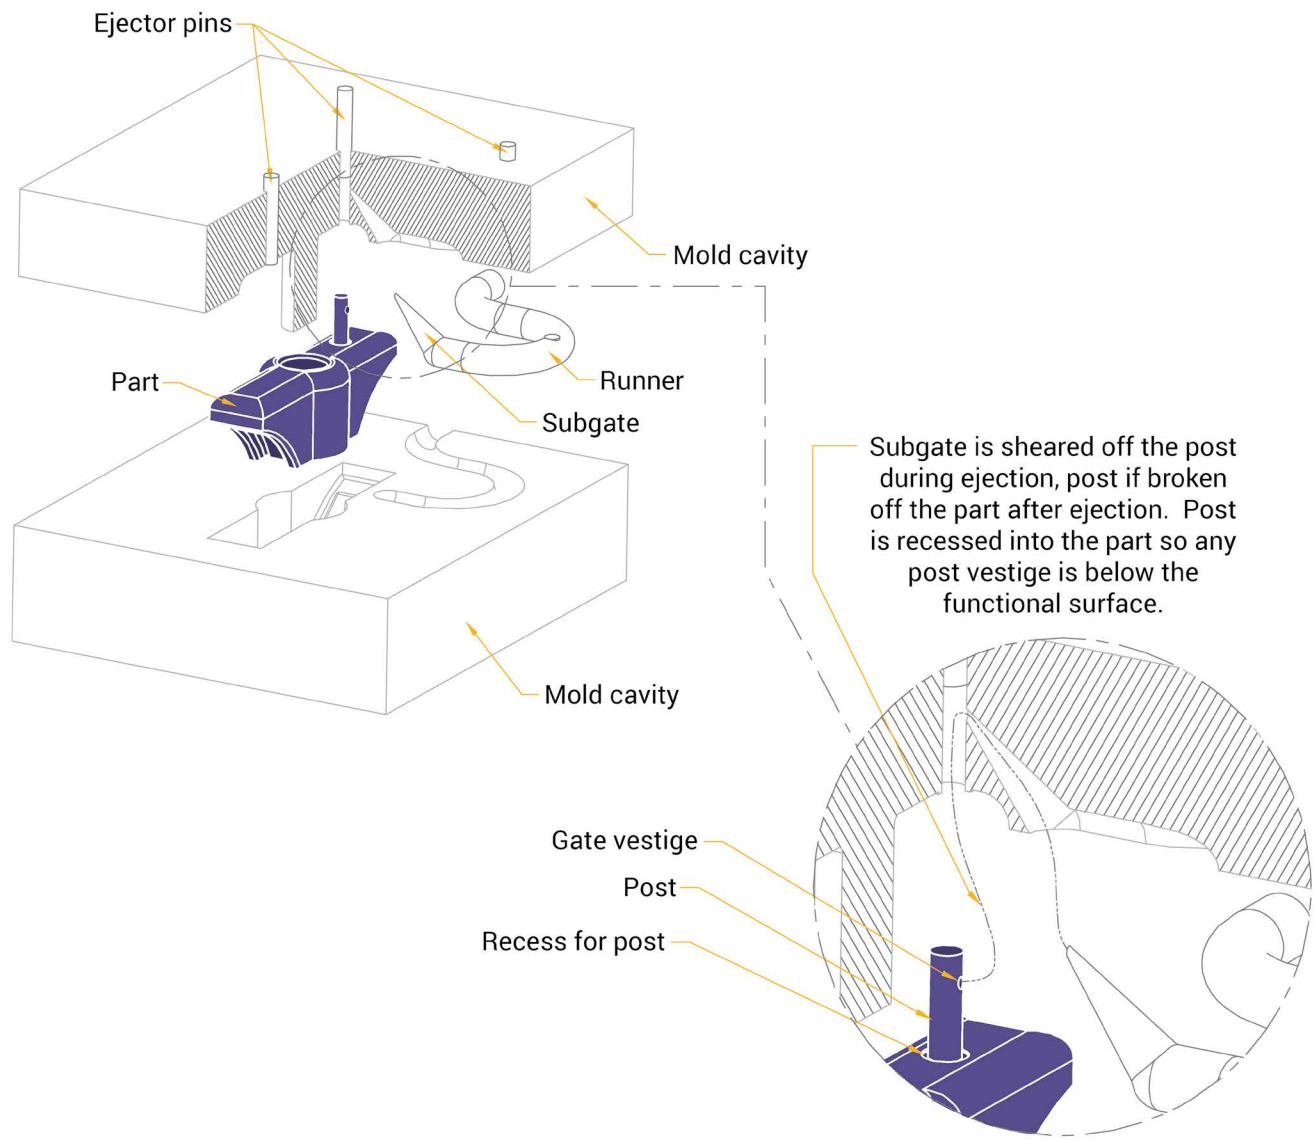 Ejector pins
Mold cavity
Part
Runner
Subgate
Subgate is sheared off the post
during ejection, post if broken
off the part after ejection.  Post
is recessed into the part so any
post vestige is below the
functional surface.
Mold cavity
Gate vestige
Post
Recess for post